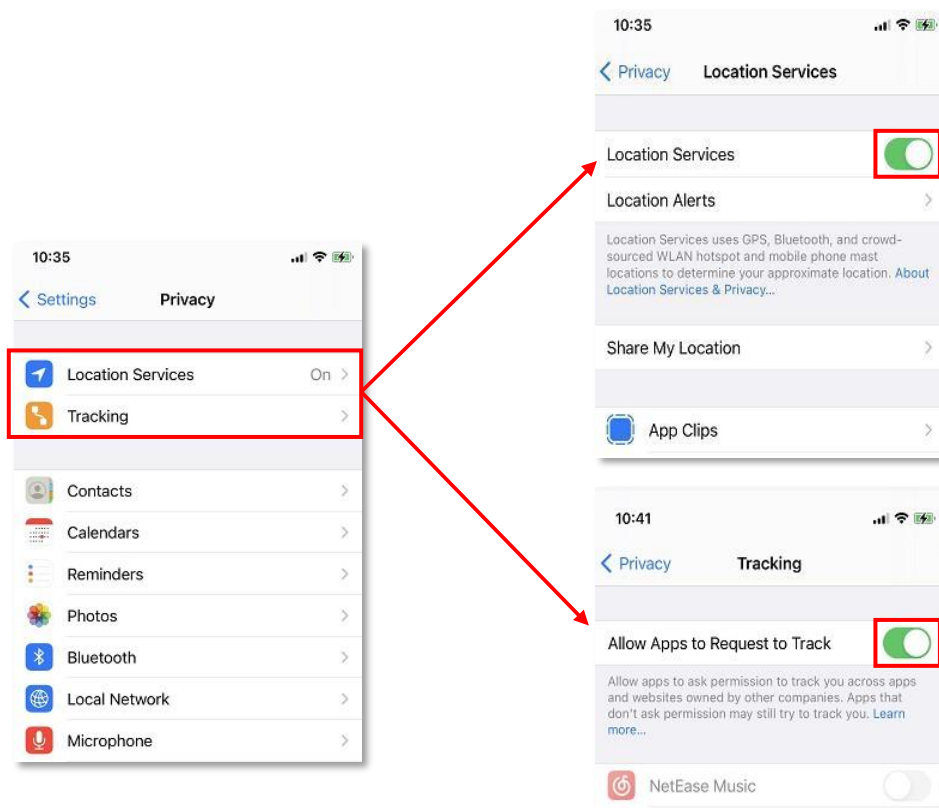 10:35
Settings
Privacy
Location Services
On
Tracking
Contacts
Calendars
Reminders
Photos
Bluetooth
Local Network
Microphone
10:35
Privacy
Location Services
Location Services
Location Alerts
Location Services uses GPS, Bluetooth, and crowd-
sourced WLAN hotspot and mobile phone mast
locations to determine your approximate location. About
Location Services & Privacy...
Share My Location
App Clips
10:41
Privacy
Tracking
Allow Apps to Request to Track
Allow apps to ask permission to track you across apps
and websites owned by other companies. Apps that
don't ask permission may still try to track you. Learn
more...
NetEase Music